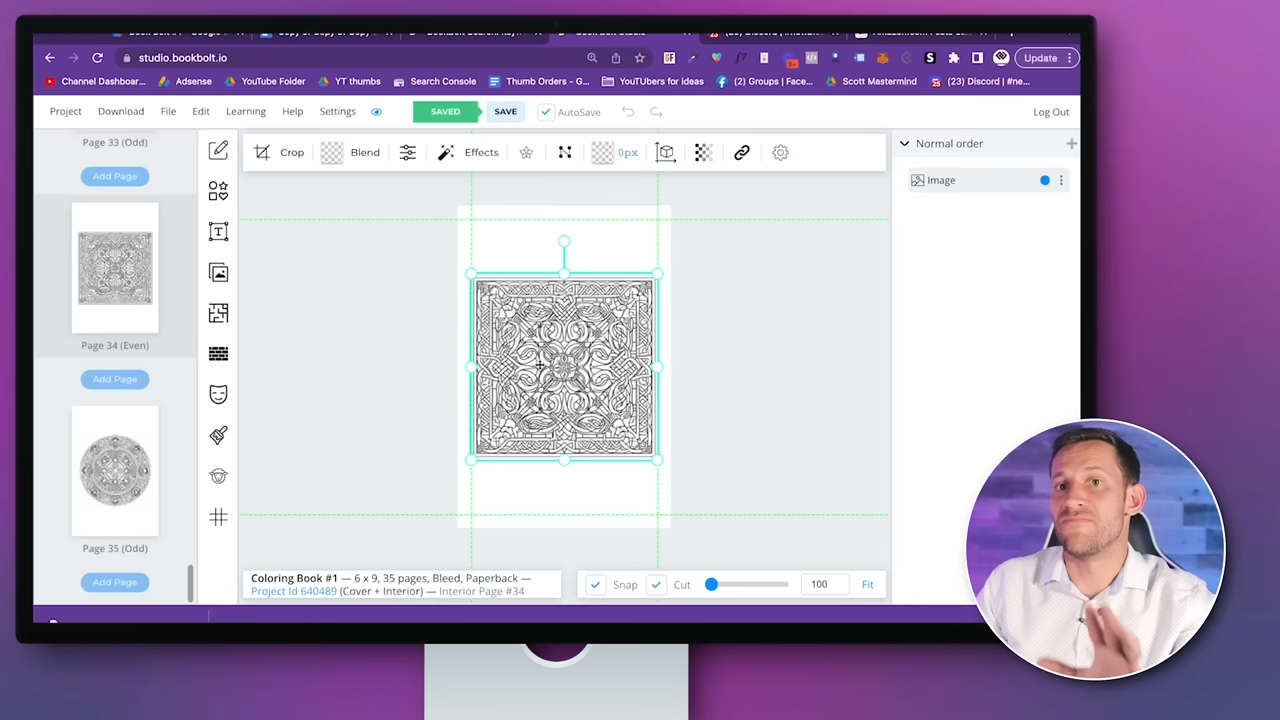 studio.bookbolt.io
Update
Channel Dashboar...
Adsense
YouTube Folder
YT thumbs
Search Console
Thumb Orders - G...
YouTUbers for ideas
(2) Groups | Face...
Scott Mastermind
(23) Discord | #ne...
Project
Download
File
Edit
Learning
Help
Settings
SAVED
SAVE
AutoSave
Log Out
Page 33 (Odd)
Add Page
Page 34 (Even)
Add Page
Page 35 (Odd)
Add Page
Crop
Blend
Effects
0px
Normal order
Image
Coloring Book #1 — 6 x 9, 35 pages, Bleed, Paperback —
Project Id 640489 (Cover + Interior) — Interior Page #34
Snap
Cut
100
Fit